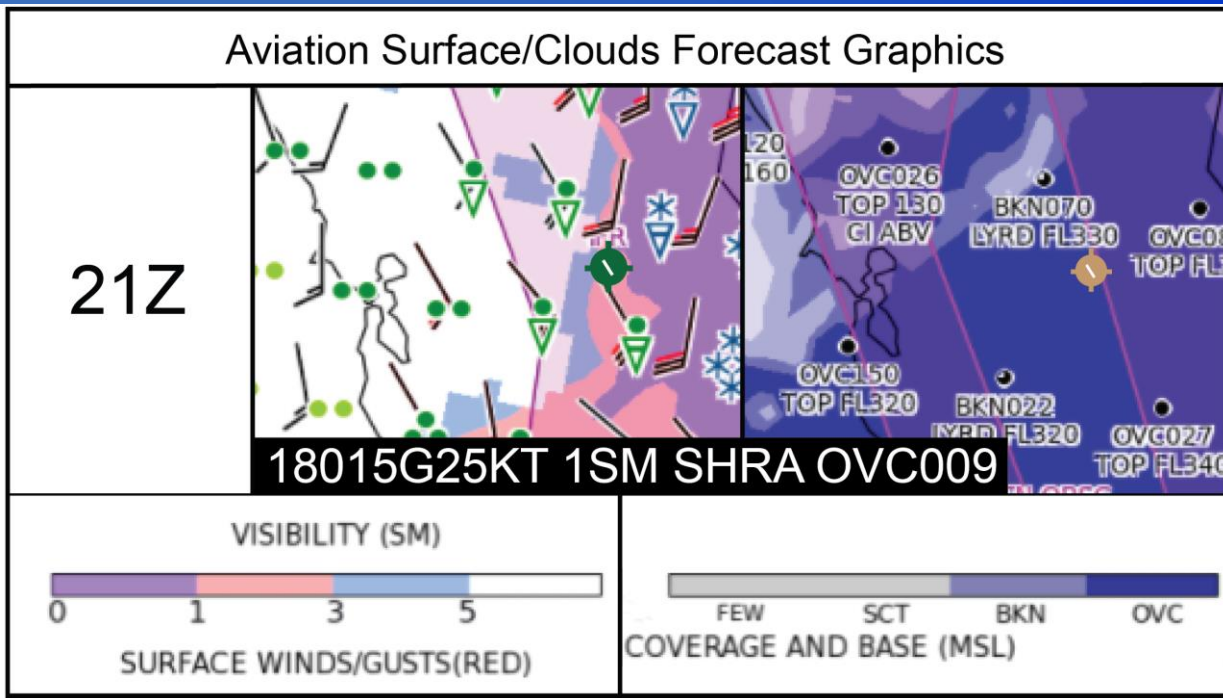 Aviation Surface/Clouds Forecast Graphics
21Z
120
160
OVC026
TOP 130
CI ABV
BKN070
LYRD FL330
TOP
OVC150
TOP FL320
BKN022
LYRD FL320
OVC027
TOP FL340
18015G25KT 1SM SHRA OVC009
VISIBILITY (SM)
0 1 3 5
SURFACE WINDS/GUSTS(RED)
FEW SCT BKN OVC
COVERAGE AND BASE (MSL)